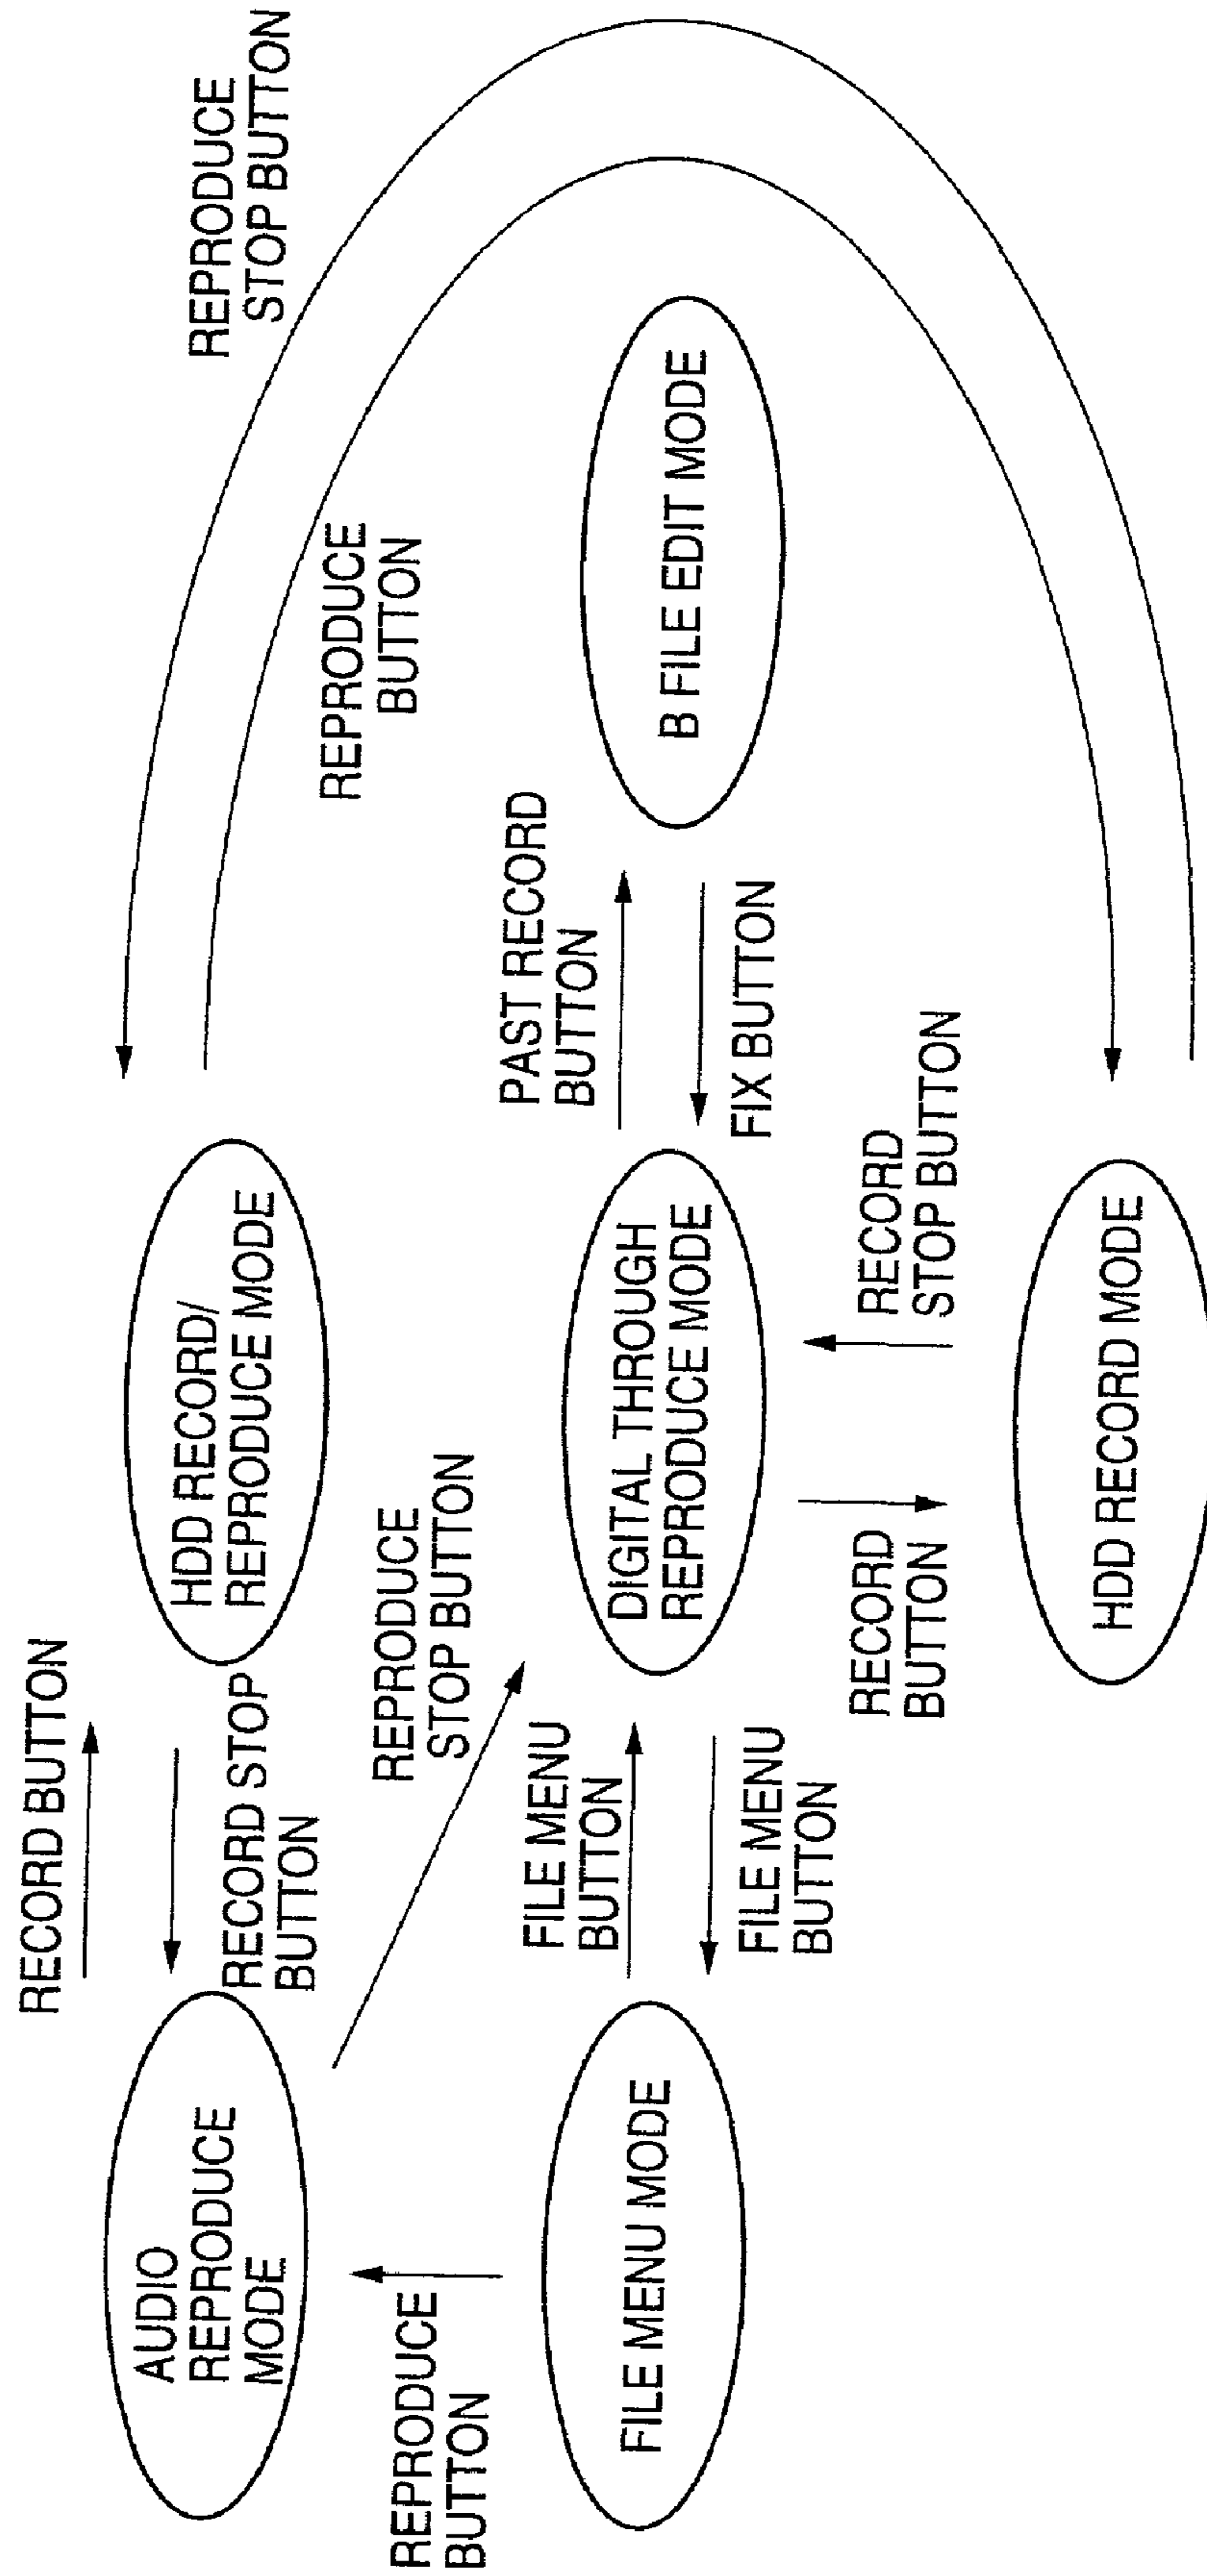 RECORD BUTTON
REPRODUCE
STOP BUTTON
AUDIO
REPRODUCE
MODE
RECORD STOP
BUTTON
HDD RECORD/
REPRODUCE MODE
REPRODUCE
BUTTON
REPRODUCE
BUTTON
REPRODUCE
STOP BUTTON
FILE MENU
BUTTON
PAST RECORD
BUTTON
FILE MENU MODE
DIGITAL THROUGH
REPRODUCE MODE
B FILE EDIT MODE
FILE MENU
BUTTON
FIX BUTTON
RECORD
BUTTON
RECORD
STOP BUTTON
HDD RECORD MODE